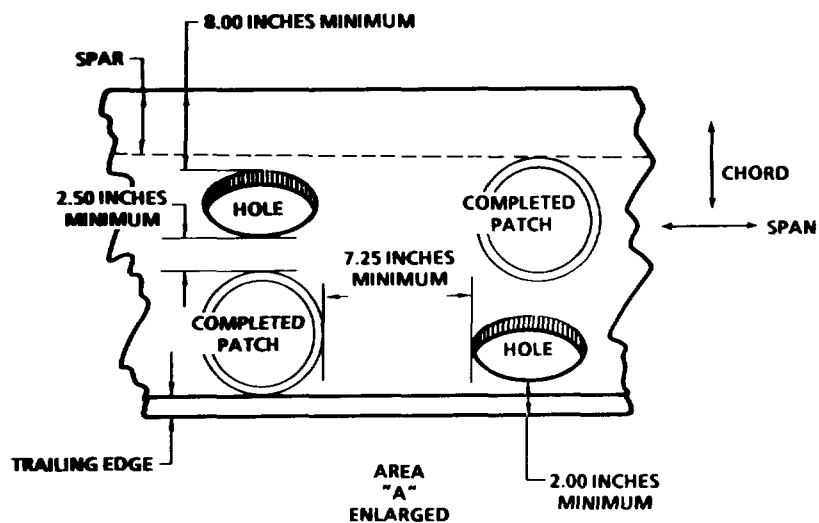 8.00 INCHES MINIMUM
SPAR
CHORD
2.50 INCHES
MINIMUM
HOLE
COMPLETED
PATCH
SPAN
7.25 INCHES
MINIMUM
COMPLETED
PATCH
HOLE
TRAILING EDGE
AREA
"A"
ENLARGED
2.00 INCHES
MINIMUM